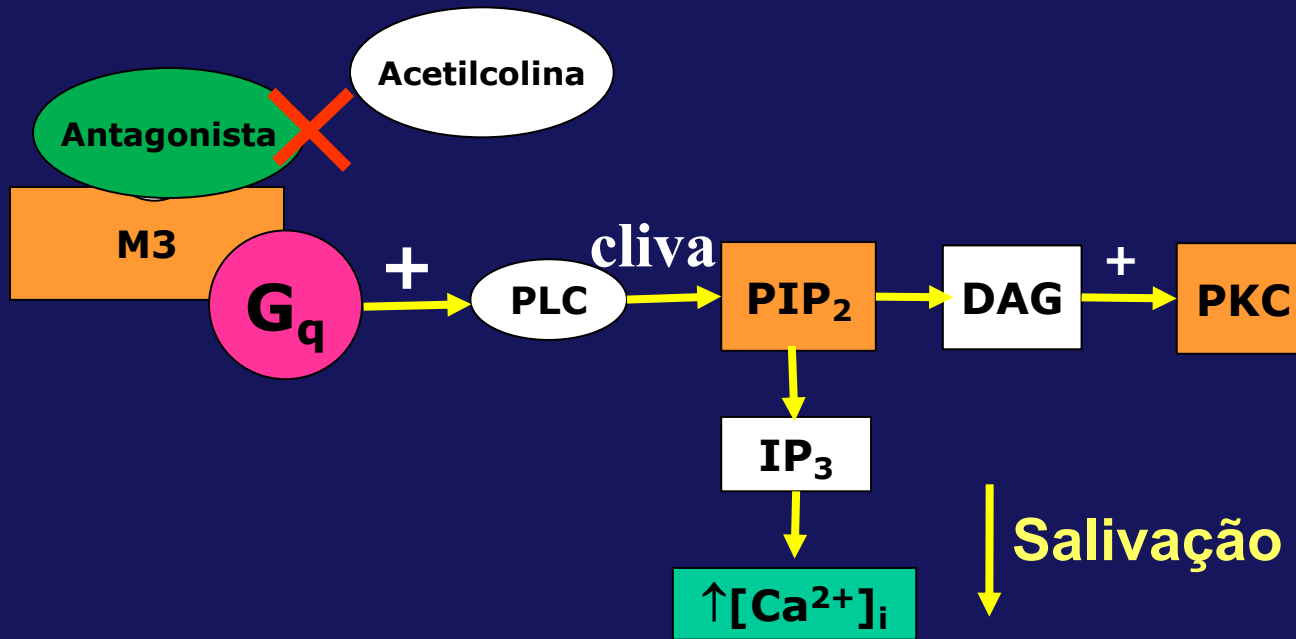 Acetilcolina
Antagonista
M3
Gq
+
PLC
cliva
PIP2
DAG
+
PKC
IP3
↑[Ca²⁺]i
Salivação